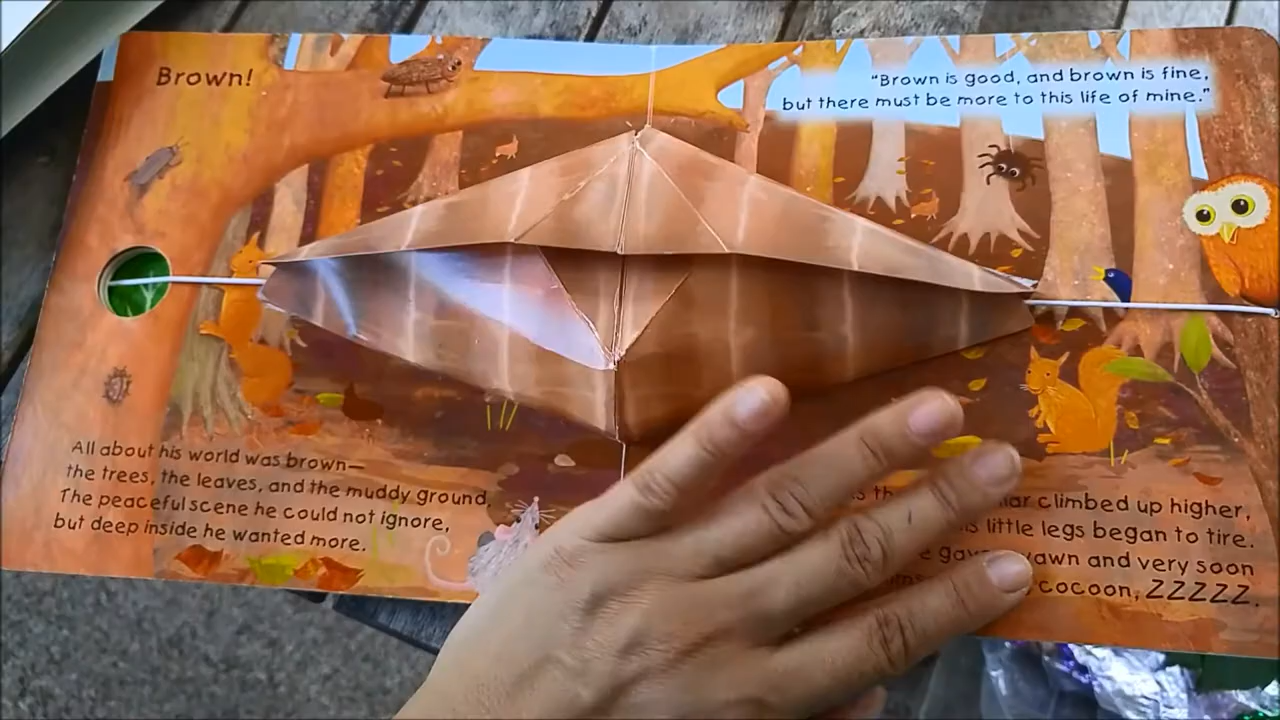 Brown!
"Brown is good, and brown is fine,
but there must be more to this life of mine."
All about his world was brown—
the trees, the leaves, and the muddy ground.
The peaceful scene he could not ignore,
but deep inside he wanted more.
climbed up higher,
little legs began to tire.
yawn and very soon
cocoon, ZZZZZ.